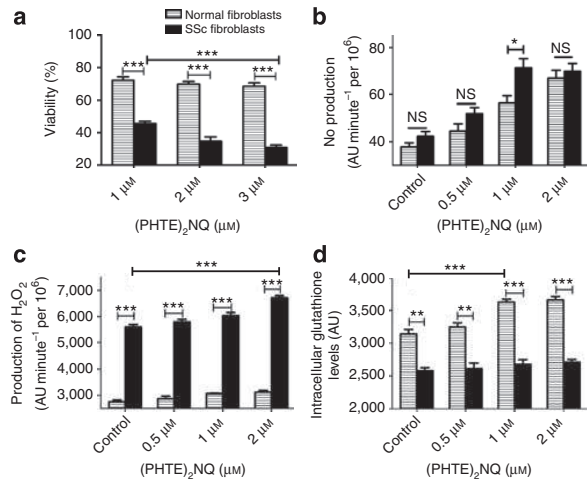 a
Normal fibroblasts
SSc fibroblasts
***
*** *** ***
100
80
60
40
20
Viability (%)
1 µM 2 µM 3 µM
(PHTE)2NQ (µM)
b
No production
(AU minute−1 per 10⁶)
80
60
40
NS NS * NS
Control 0.5 µM 1 µM 2 µM
(PHTE)2NQ (µM)
c
Production of H2O2
(AU minute−1 per 10⁶)
***
*** *** *** ***
7,000
6,000
5,000
4,000
3,000
Control 0.5 µM 1 µM 2 µM
(PHTE)2NQ (µM)
d
Intracellular glutathione
levels (AU)
***
** ** *** ***
4,000
3,500
3,000
2,500
2,000
Control 0.5 µM 1 µM 2 µM
(PHTE)2NQ (µM)